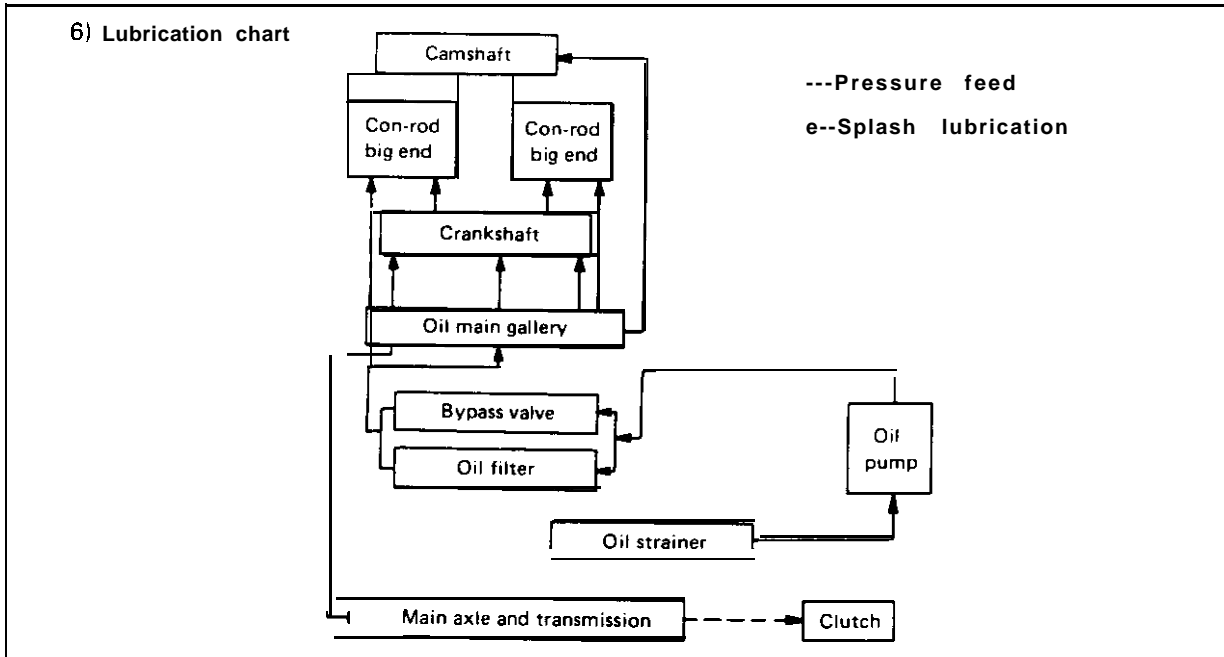 6) Lubrication chart
Camshaft
---Pressure feed
e--Splash lubrication
Con-rod
big end
Con-rod
big end
Crankshaft
Oil main gallery
Bypass valve
Oil filter
Oil
pump
Oil strainer
Main axle and transmission
Clutch